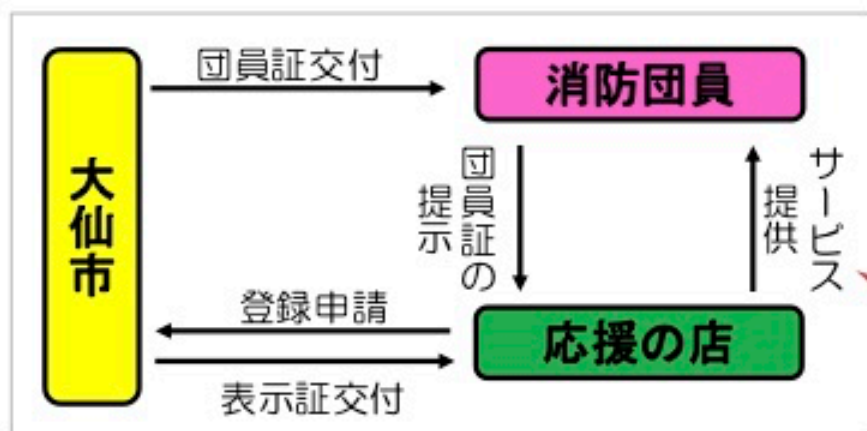 団員証交付
消防団員
大仙市
団員証の
提示
サービス
提供
登録申請
応援の店
表示証交付